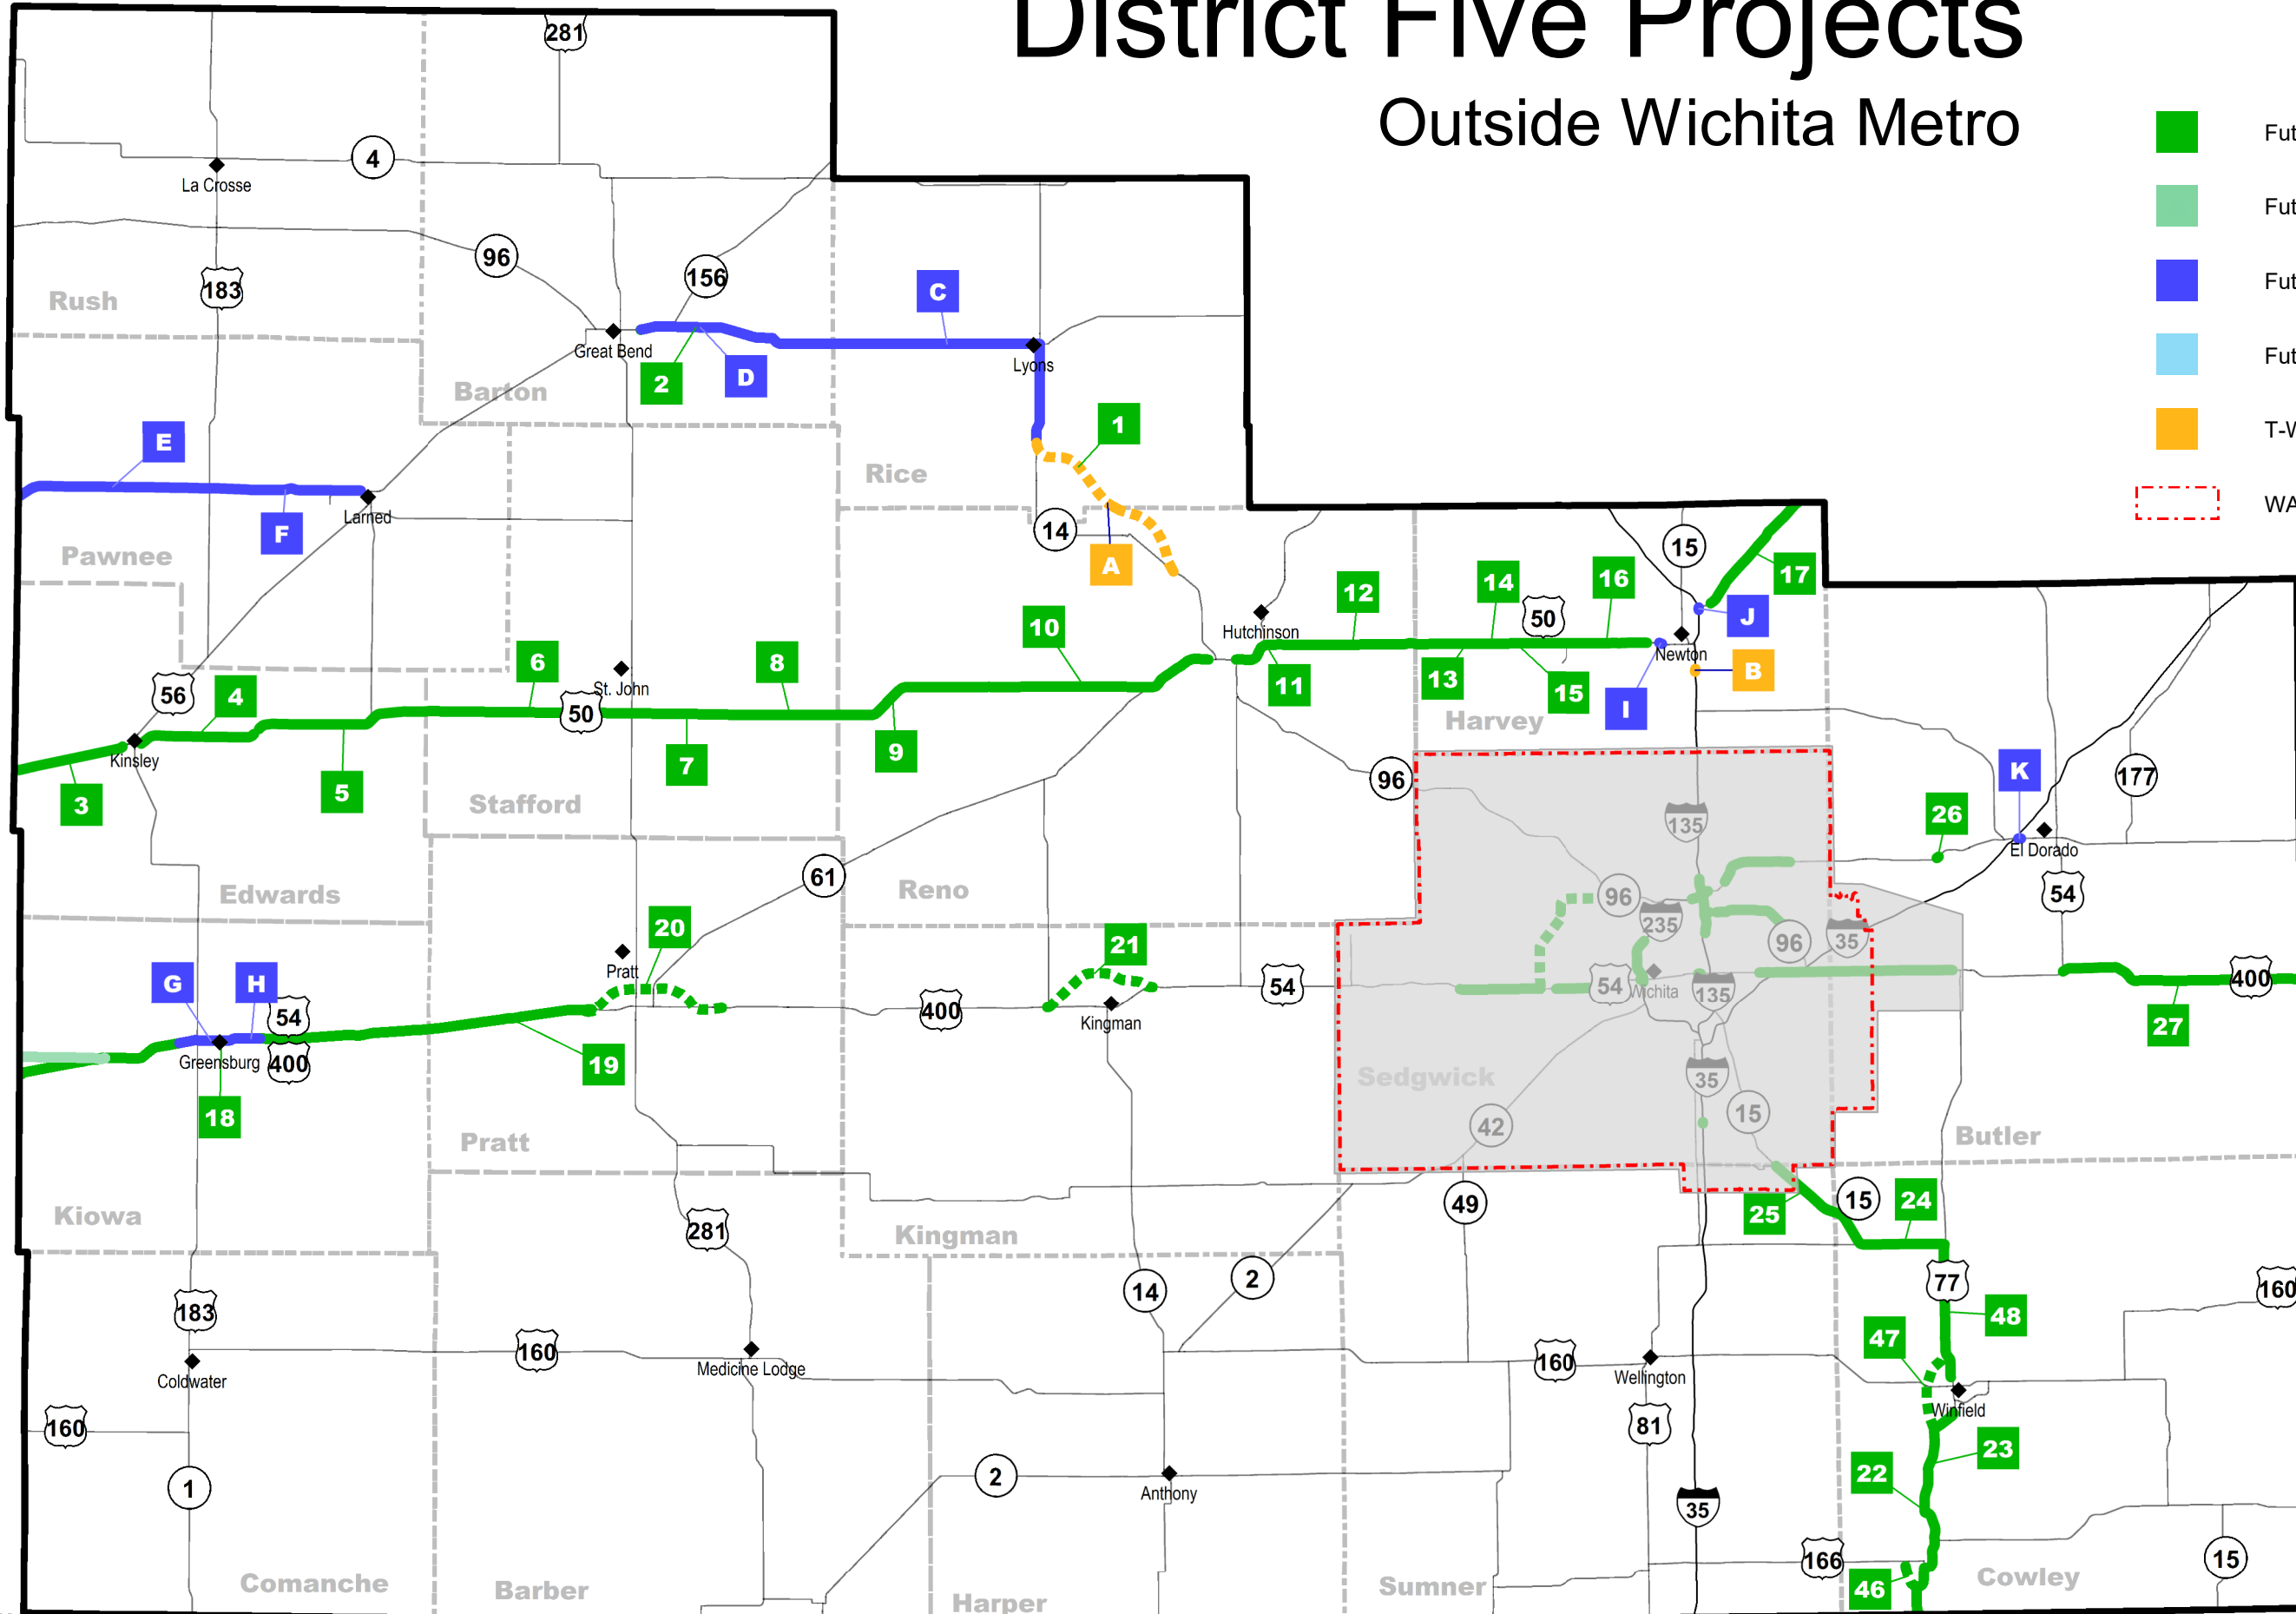 District Five Projects
Outside Wichita Metro
Fut
Fut
Fut
Fut
T-W
WA
281
4
La Crosse
96
156
183
Rush
C
Great Bend
2
D
Lyons
Barton
1
E
Rice
F
Larned
14
A
Pawnee
15
17
12
14
16
50
J
10
Hutchinson
Newton
6
8
St. John
56
4
50
11
13
15
B
I
Harvey
Kinsley
9
7
3
5
Stafford
96
K
177
135
26
El Dorado
61
Edwards
Reno
96
235
54
20
21
96
35
Pratt
G
H
54
400
54
54
Wichita
135
400
Kingman
27
Greensburg
400
19
18
35
Sedgwick
15
42
Pratt
Butler
Kiowa
281
Kingman
49
25
15
24
183
14
2
77
160
48
47
160
Medicine Lodge
160
Wellington
Coldwater
160
81
Winfield
23
22
1
2
Anthony
35
166
15
46
Comanche
Barber
Harper
Sumner
Cowley